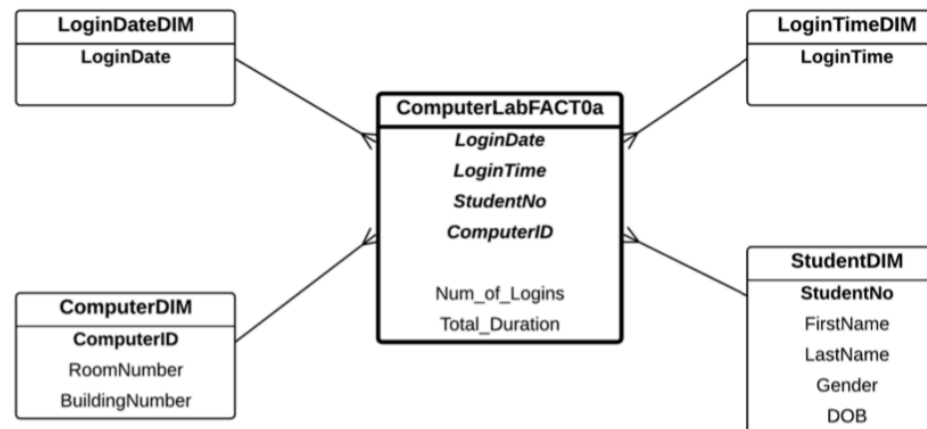 LoginDateDIM
LoginDate
LoginTimeDIM
LoginTime
ComputerLabFACT0a
LoginDate
LoginTime
StudentNo
ComputerID
Num_of_Logins
Total_Duration
ComputerDIM
ComputerID
RoomNumber
BuildingNumber
StudentDIM
StudentNo
FirstName
LastName
Gender
DOB